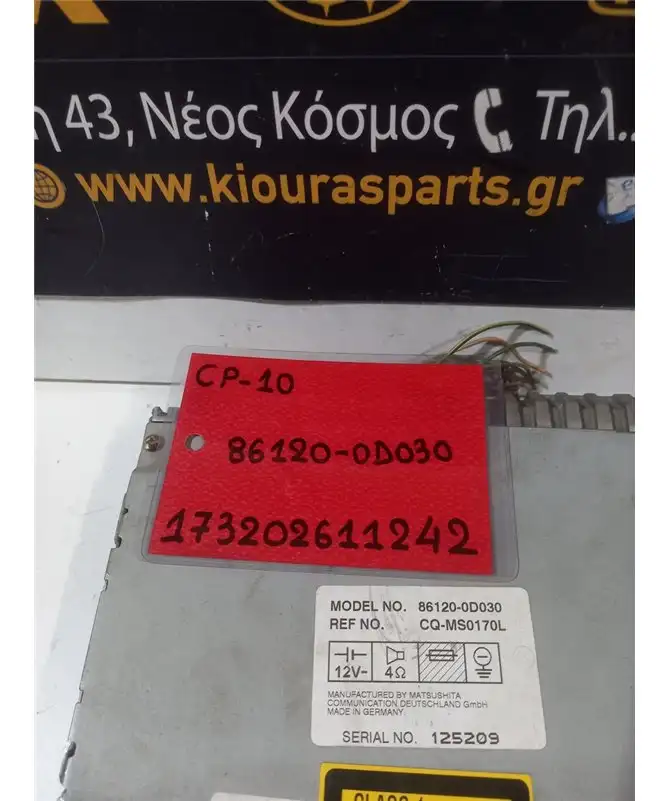 43, Νέος Κόσμος Τηλ..
www.kiourasparts.gr
CP-10
86120-0D030
173202611242
MODEL NO. 86120-0D030
REF NO. CQ-MS0170L
12V- 4Ω
MANUFACTURED BY MATSUSHITA
COMMUNICATION DEUTSCHLAND GmbH
MADE IN GERMANY
SERIAL NO. 125209